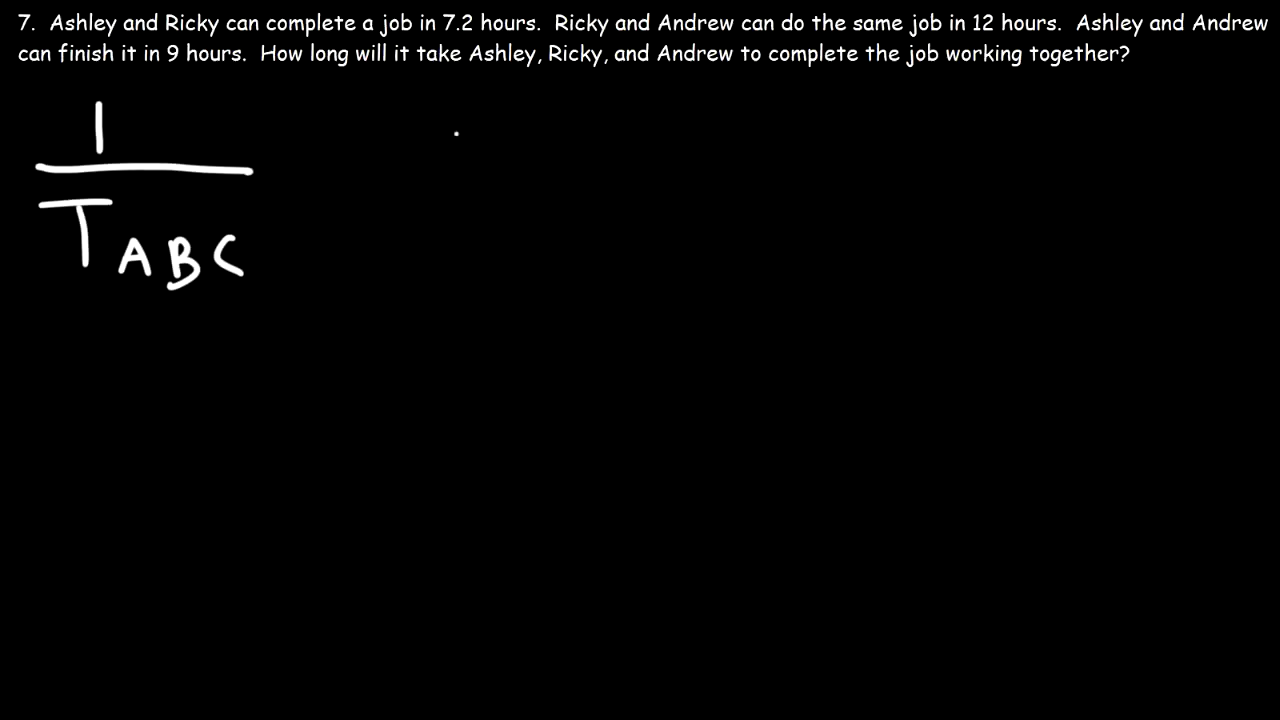 7. Ashley and Ricky can complete a job in 7.2 hours. Ricky and Andrew can do the same job in 12 hours. Ashley and Andrew
can finish it in 9 hours. How long will it take Ashley, Ricky, and Andrew to complete the job working together?
1
T ABC